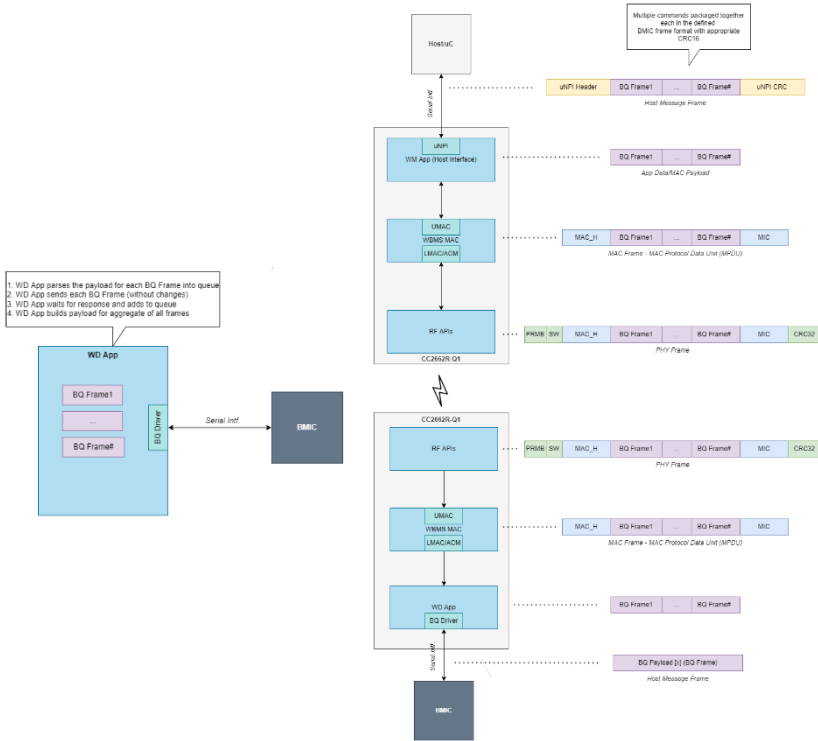 Multiple commands packaged together
each in the defined
BMIC frame format with appropriate
CRC16
Host/uC
Serial Intf
uNPI Header BQ Frame1 ... BQ Frame# uNPI CRC
Host Message Frame
uNPI
WM App (Host Interface)
BQ Frame1 ... BQ Frame#
App Data/MAC Payload
UMAC
WBMS MAC
LMAC/ACM
MAC_H BQ Frame1 ... BQ Frame# MIC
MAC Frame - MAC Protocol Data Unit (MPDU)
RF APIs
CC2662R-Q1
PRMB SW MAC_H BQ Frame1 ... BQ Frame# MIC CRC32
PHY Frame
1. WD App parses the payload for each BQ Frame into queue
2. WD App sends each BQ Frame (without changes)
3. WD App waits for response and adds to queue
4. WD App builds payload for aggregate of all frames
WD App
BQ Frame1
...
BQ Frame#
BQ Driver
Serial Intf.
BMIC
CC2662R-Q1
RF APIs
PRMB SW MAC_H BQ Frame1 ... BQ Frame# MIC CRC32
PHY Frame
UMAC
WBMS MAC
LMAC/ACM
MAC_H BQ Frame1 ... BQ Frame# MIC
MAC Frame - MAC Protocol Data Unit (MPDU)
WD App
BQ Driver
BQ Frame1 ... BQ Frame#
Serial Intf
BQ Payload [x] (BQ Frame)
Host Message Frame
BMIC